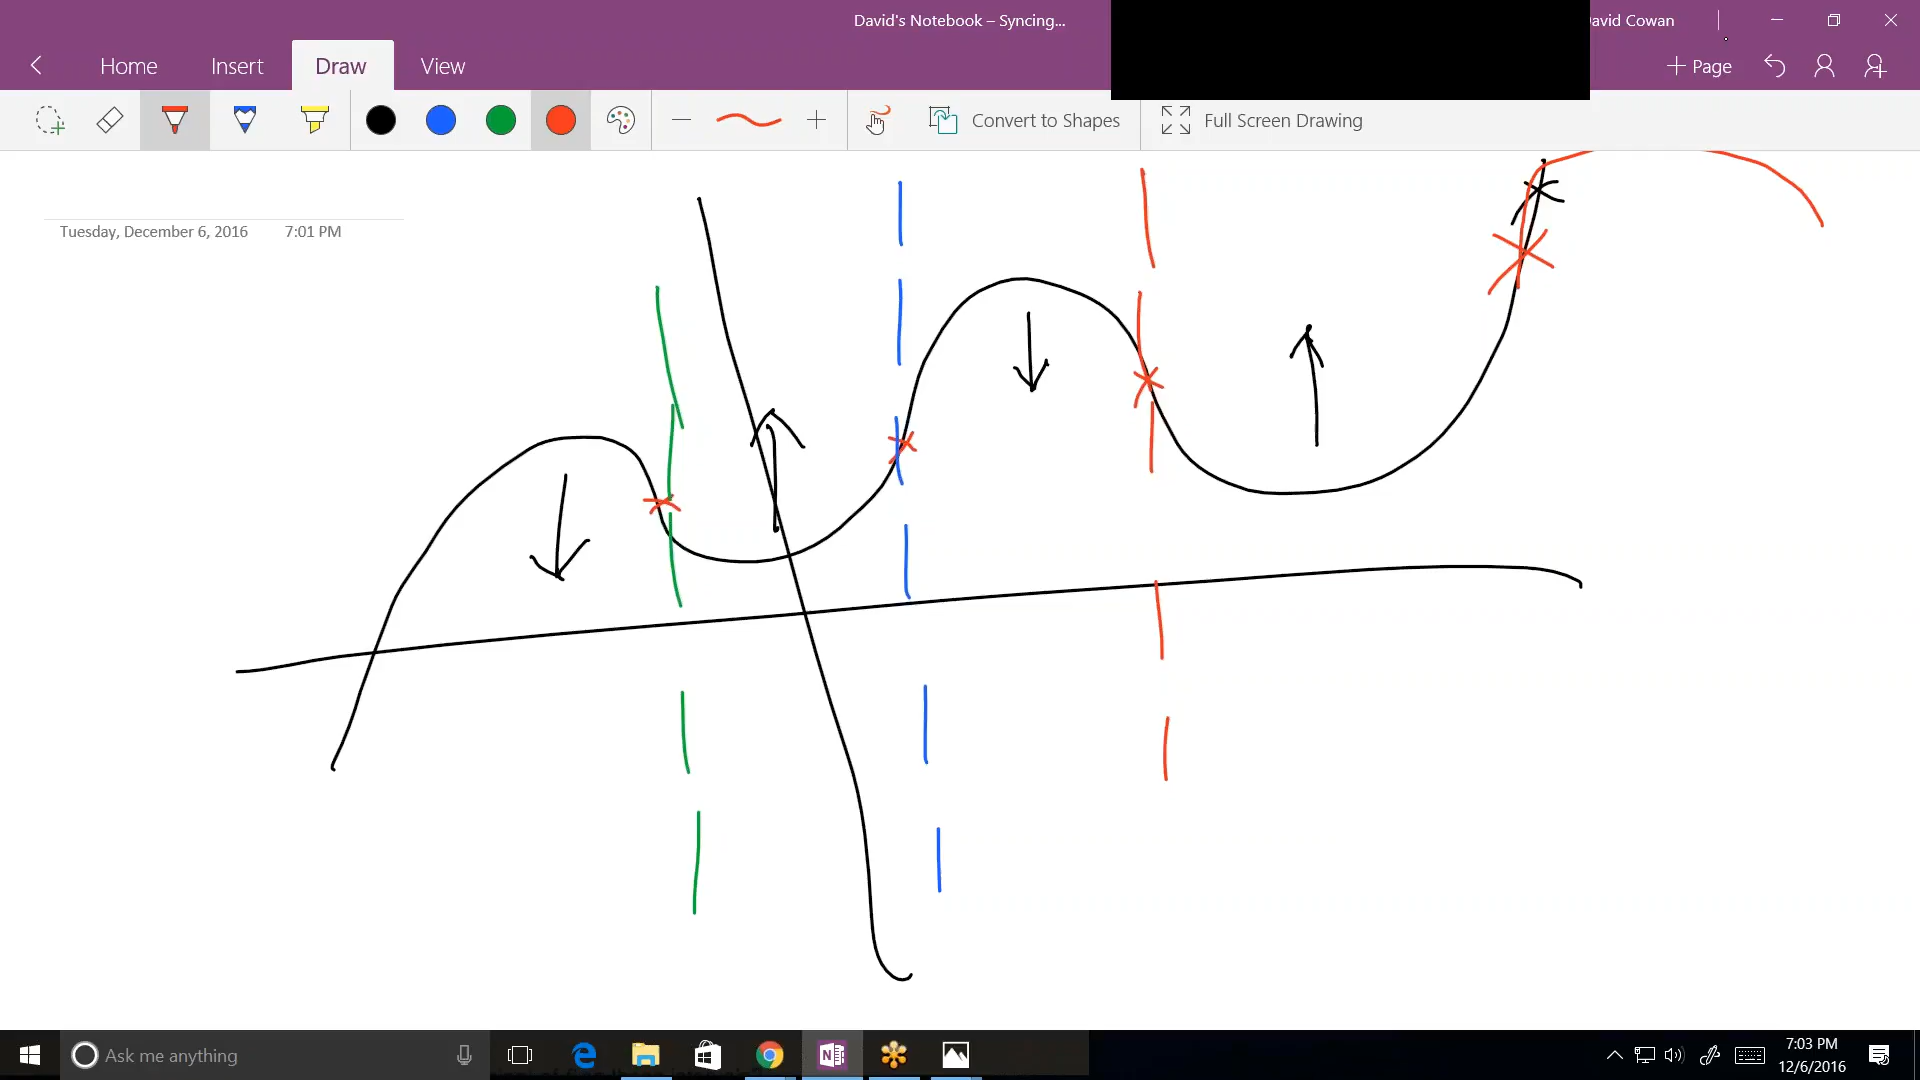 David's Notebook – Syncing...
avid Cowan
Home
Insert
Draw
View
Page
Convert to Shapes
Full Screen Drawing
Tuesday, December 6, 2016
7:01 PM
Ask me anything
7:03 PM
12/6/2016